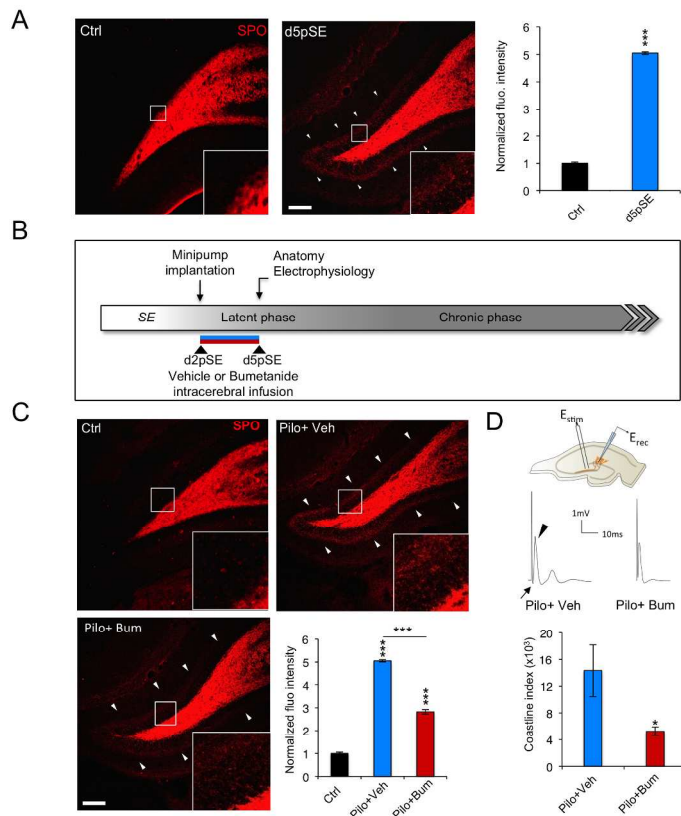 A
Ctrl
SPO
d5pSE
Normalized fluo. intensity
6
5
4
3
2
1
0
***
Ctrl
d5pSE
B
Minipump
implantation
Anatomy
Electrophysiology
SE
Latent phase
Chronic phase
d2pSE
d5pSE
Vehicle or Bumetanide
intracerebral infusion
C
Ctrl
SPO
Pilo+ Veh
Pilo+ Bum
Normalized fluo intensity
6
5
4
3
2
1
0
***
***
***
Ctrl
Pilo+Veh
Pilo+Bum
D
Estim
Erec
1mV
10ms
Pilo+ Veh
Pilo+ Bum
Coastline index (x10³)
20
16
12
8
4
0
*
Pilo+Veh
Pilo+Bum